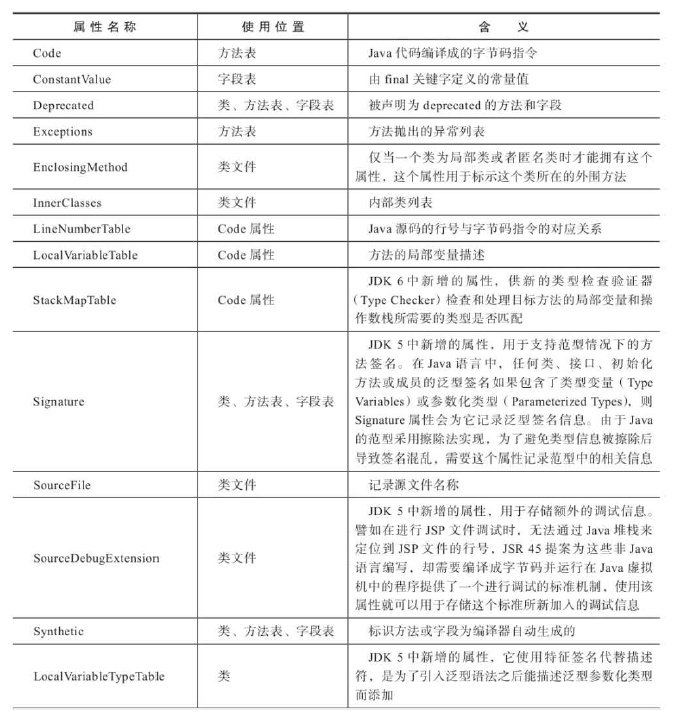 属性名称 使用位置 含 义
Code 方法表 Java 代码编译成的字节码指令
ConstantValue 字段表 由 final 关键字定义的常量值
Deprecated 类、方法表、字段表 被声明为 deprecated 的方法和字段
Exceptions 方法表 方法抛出的异常列表
EnclosingMethod 类文件 仅当一个类为局部类或者匿名类时才能拥有这个
属性，这个属性用于标示这个类所在的外围方法
InnerClasses 类文件 内部类列表
LineNumberTable Code 属性 Java 源码的行号与字节码指令的对应关系
LocalVariableTable Code 属性 方法的局部变量描述
StackMapTable Code 属性 JDK 6 中新增的属性，供新的类型检查验证器
（Type Checker）检查和处理目标方法的局部变量和操
作数栈所需要的类型是否匹配
Signature 类、方法表、字段表 JDK 5 中新增的属性，用于支持范型情况下的方
法签名。在 Java 语言中，任何类、接口、初始化
方法或成员的泛型签名如果包含了类型变量（Type
Variables）或参数化类型（Parameterized Types），则
Signature 属性会为它记录泛型签名信息。由于 Java
的范型采用擦除法实现，为了避免类型信息被擦除后
导致签名混乱，需要这个属性记录范型中的相关信息
SourceFile 类文件 记录源文件名称
SourceDebugExtension 类文件 JDK 5 中新增的属性，用于存储额外的调试信息。
譬如在进行 JSP 文件调试时，无法通过 Java 堆栈来
定位到 JSP 文件的行号，JSR 45 提案为这些非 Java
语言编写，却需要编译成字节码并运行在 Java 虚拟
机中的程序提供了一个进行调试的标准机制，使用该
属性就可以用于存储这个标准所新加入的调试信息
Synthetic 类、方法表、字段表 标识方法或字段为编译器自动生成的
LocalVariableTypeTable 类 JDK 5 中新增的属性，它使用特征签名代替描述
符，是为了引入泛型语法之后能描述泛型参数化类型
而添加